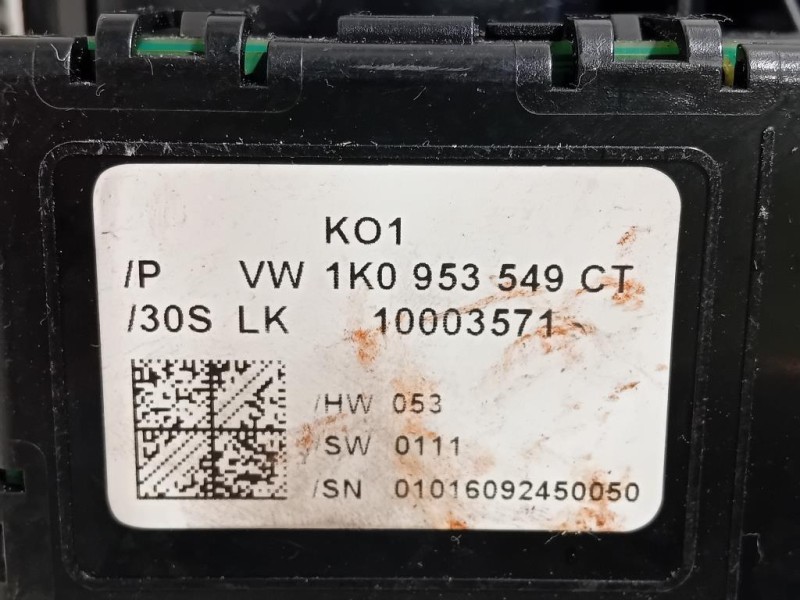 KO1
/P VW 1K0 953 549 CT
/30S LK 10003571
/HW 053
/SW 0111
/SN 01016092450050